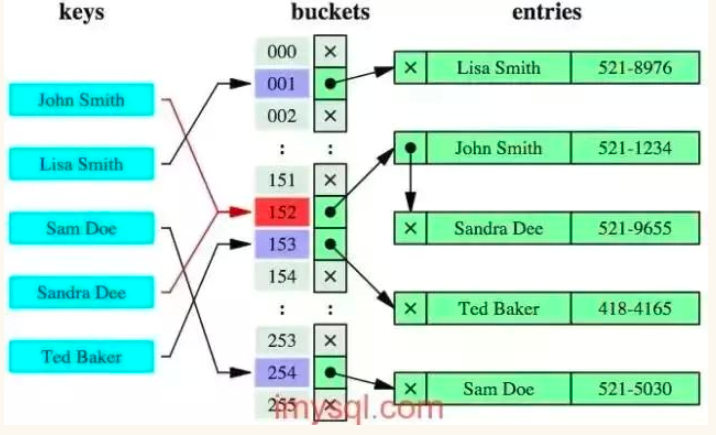 keys
buckets
entries
John Smith
Lisa Smith
Sam Doe
Sandra Dee
Ted Baker
000 ×
001
002 ×
: :
151 ×
152
153
154 ×
: :
253 ×
254
255 ×
× Lisa Smith 521-8976
John Smith 521-1234
× Sandra Dee 521-9655
× Ted Baker 418-4165
× Sam Doe 521-5030
imysql.com